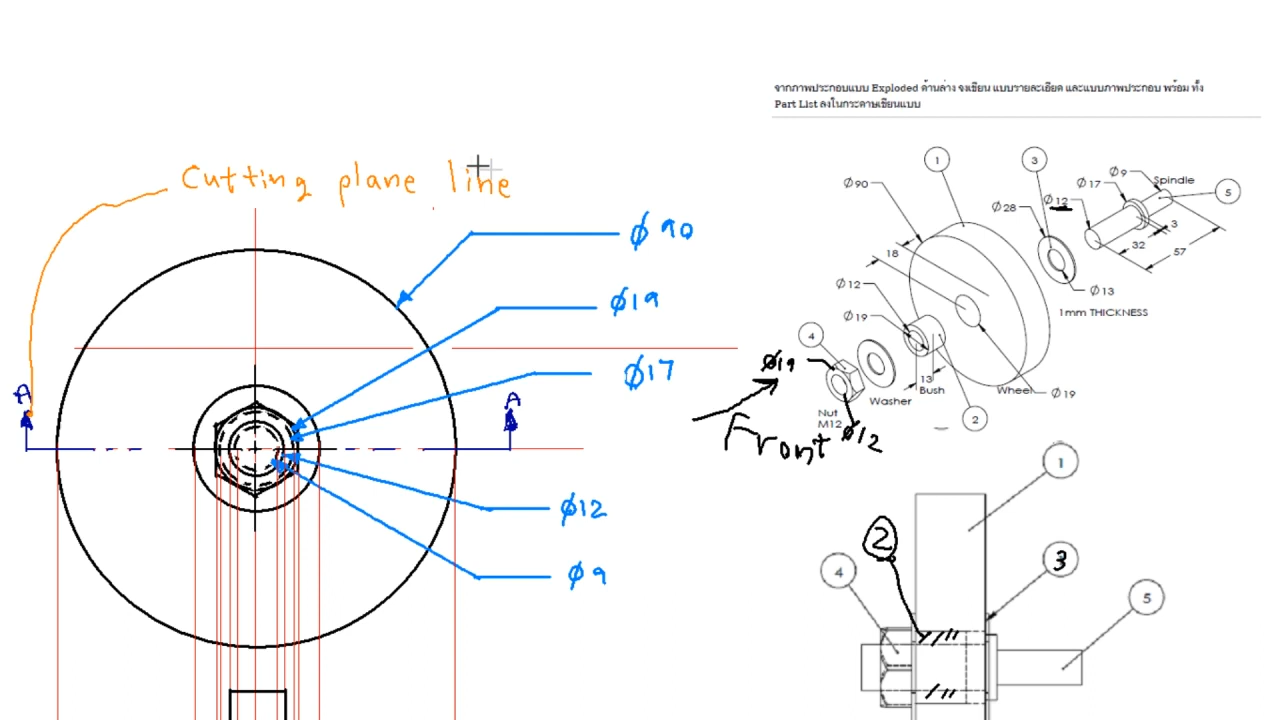 จากภาพประกอบแบบ Exploded ด้านล่าง จงเขียน แบบรายละเอียด และแบบภาพประกอบ พร้อม ทั้ง
Part List ลงในกระดาษเขียนแบบ
Cutting plane line
A
A
Ø90
Ø19
Ø17
Ø12
Ø9
1
3
Ø9
Spindle
5
Ø17
Ø12
Ø28
Ø90
3
32
57
18
Ø12
Ø13
1mm THICKNESS
Ø19
4
Ø19
13
Bush
Wheel
Ø19
Washer
Nut
M12
2
Front
Ø12
1
2
3
4
5